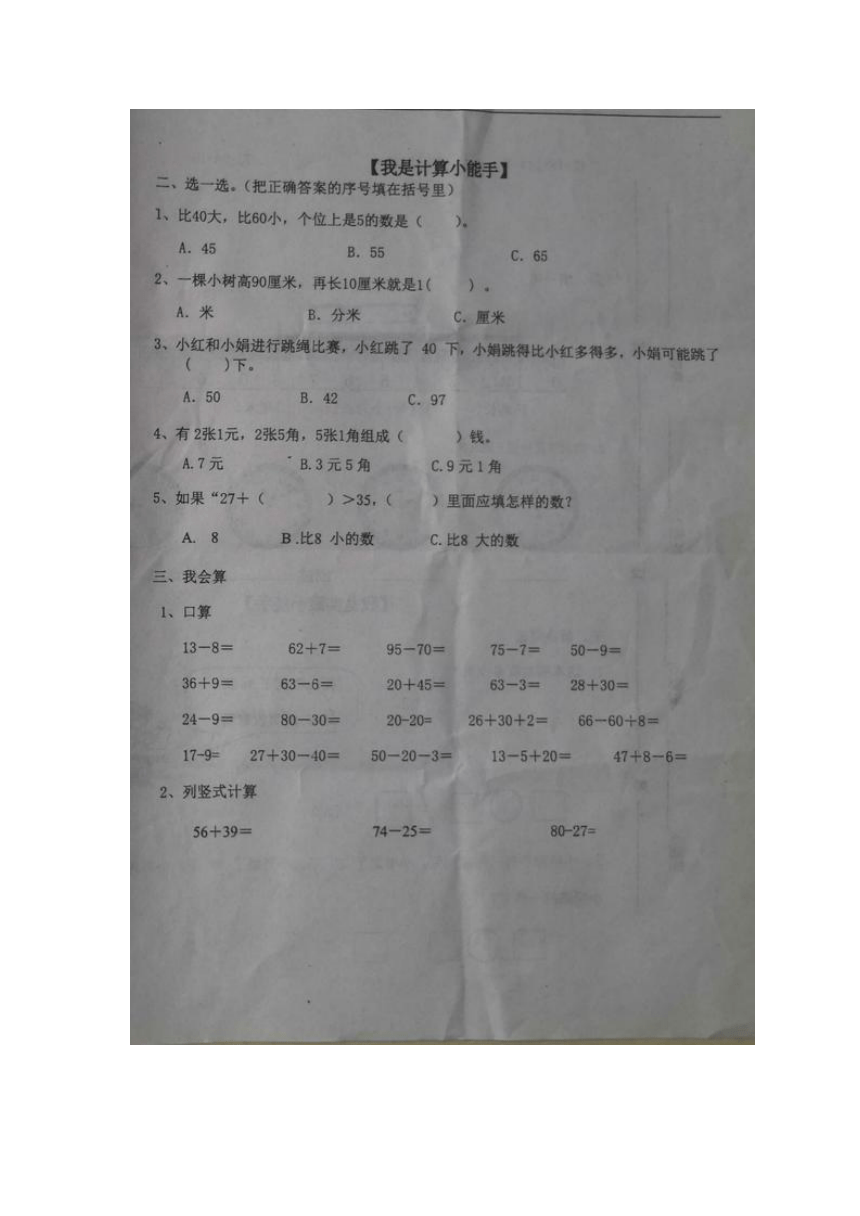 【我是计算小能手】
二、选一选。(把正确答案的序号填在括号里)
1、比40大，比60小，个位上是5的数是（　　）。
A. 45　　B. 55　　C. 65
2、一棵小树高90厘米，再长10厘米就是1（　　）。
A. 米　　B. 分米　　C. 厘米
3、小红和小娟进行跳绳比赛，小红跳了 40 下，小娟跳得比小红多得多，小娟可能跳了
（　　）下。
A. 50　　B. 42　　C. 97
4、有 2张1元，2张5角，5张1角组成（　　）钱。
A.7 元　　B.3 元 5 角　　C.9 元 1 角
5、如果“27＋（　　）＞35,（　　）里面应填怎样的数?
A. 8　　B .比8 小的数　　C. 比8 大的数
三、我会算
1、口算
13－8＝　　62＋7＝　　95－70＝　　75－7＝　　50－9＝
36＋9＝　　63－6＝　　20＋45＝　　63－3＝　　28＋30＝
24－9＝　　80－30＝　　20-20=　　26＋30＋2＝　　66－60＋8＝
17-9=　　27＋30－40＝　　50－20－3＝　　13－5＋20＝　　47＋8－6＝
2、列竖式计算
56＋39＝　　74－25＝　　80-27=